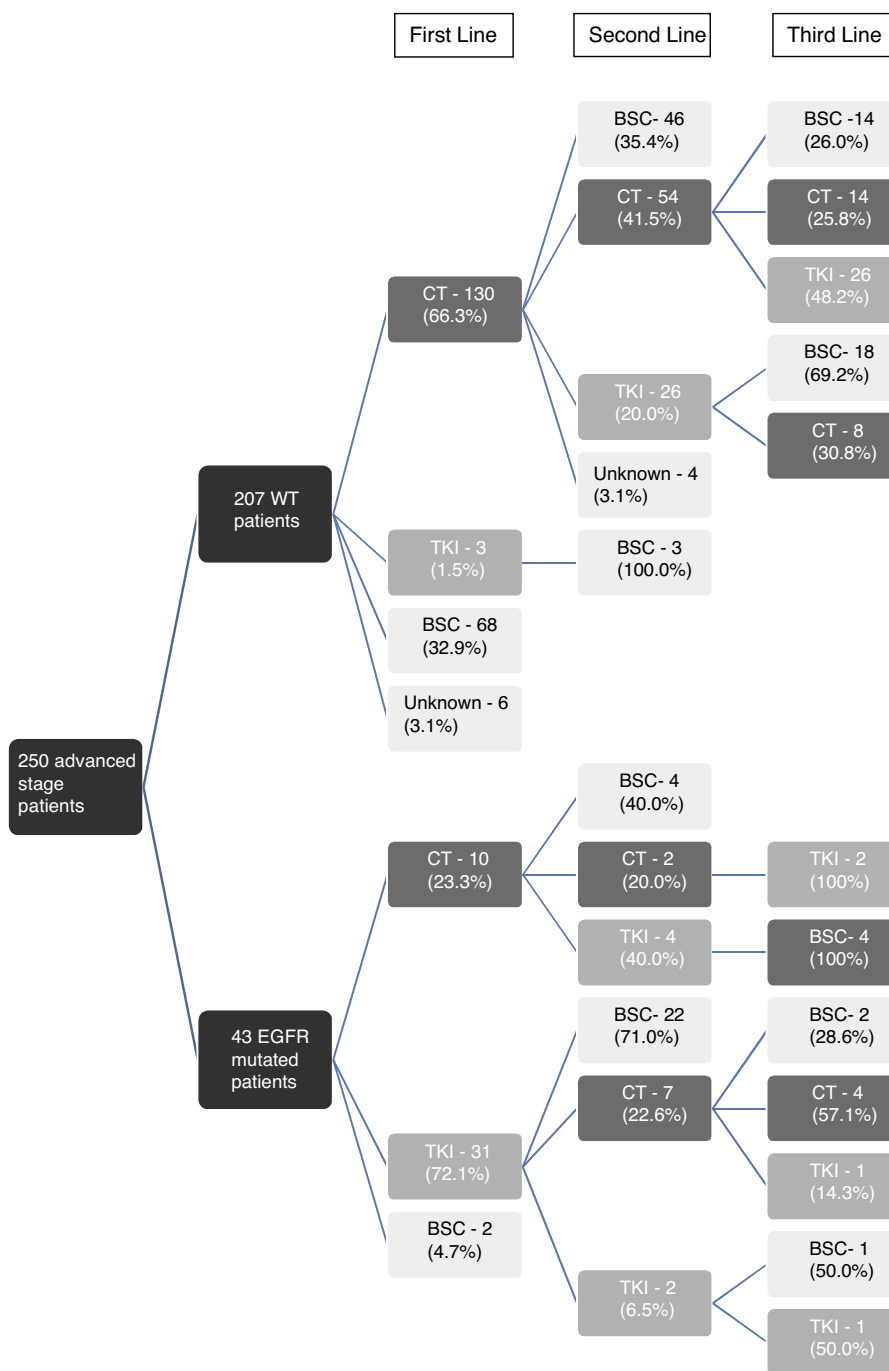 First Line
Second Line
Third Line
BSC- 46
(35.4%)
BSC -14
(26.0%)
CT - 54
(41.5%)
CT - 14
(25.8%)
TKI - 26
(48.2%)
CT - 130
(66.3%)
BSC- 18
(69.2%)
TKI - 26
(20.0%)
CT - 8
(30.8%)
Unknown - 4
(3.1%)
207 WT
patients
TKI - 3
(1.5%)
BSC - 3
(100.0%)
BSC - 68
(32.9%)
Unknown - 6
(3.1%)
250 advanced
stage
patients
BSC- 4
(40.0%)
CT - 10
(23.3%)
CT - 2
(20.0%)
TKI - 2
(100%)
TKI - 4
(40.0%)
BSC- 4
(100%)
43 EGFR
mutated
patients
BSC- 22
(71.0%)
BSC- 2
(28.6%)
CT - 7
(22.6%)
CT - 4
(57.1%)
TKI - 31
(72.1%)
TKI - 1
(14.3%)
BSC - 2
(4.7%)
BSC- 1
(50.0%)
TKI - 2
(6.5%)
TKI - 1
(50.0%)